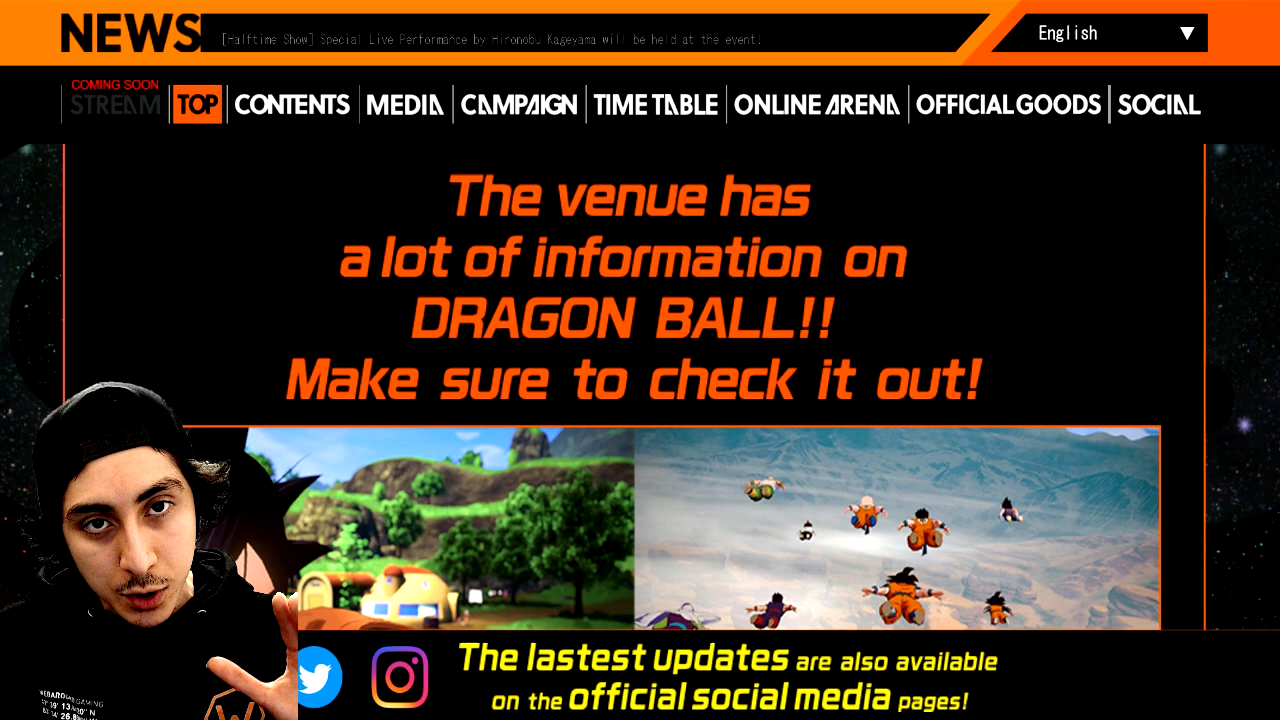 NEWS
[Halftime Show] Special Live Performance by Hironobu Kageyama will be held at the event!
English
COMING SOON
STREAM
TOP
CONTENTS
MEDIA
CAMPAIGN
TIME TABLE
ONLINE ARENA
OFFICIAL GOODS
SOCIAL
The venue has
a lot of information on
DRAGON BALL!!
Make sure to check it out!
The lastest updates are also available
on the official social media pages!